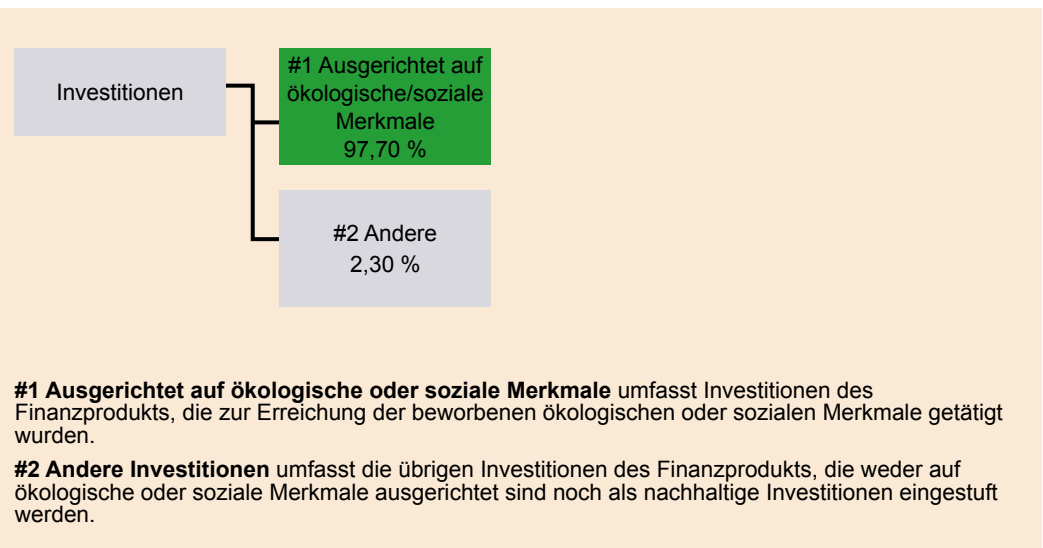 Investitionen
#1 Ausgerichtet auf
ökologische/soziale
Merkmale
97,70 %
#2 Andere
2,30 %
#1 Ausgerichtet auf ökologische oder soziale Merkmale umfasst Investitionen des
Finanzprodukts, die zur Erreichung der beworbenen ökologischen oder sozialen Merkmale getätigt
wurden.
#2 Andere Investitionen umfasst die übrigen Investitionen des Finanzprodukts, die weder auf
ökologische oder soziale Merkmale ausgerichtet sind noch als nachhaltige Investitionen eingestuft
werden.